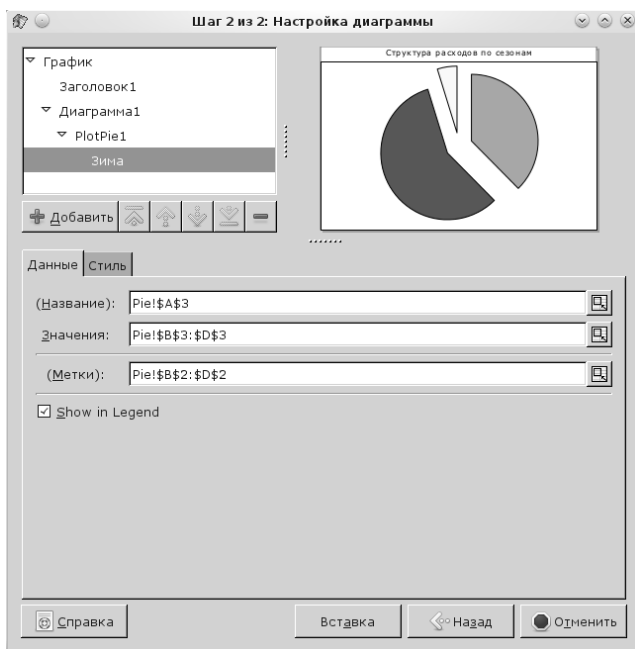 Шаг 2 из 2: Настройка диаграммы
График
Заголовок1
Диаграмма1
PlotPie1
Зима
Добавить
Структура расходов по сезонам
Данные Стиль
(Название): Pie!$A$3
Значения: Pie!$B$3:$D$3
(Метки): Pie!$B$2:$D$2
Show in Legend
Справка Вставка Назад Отменить